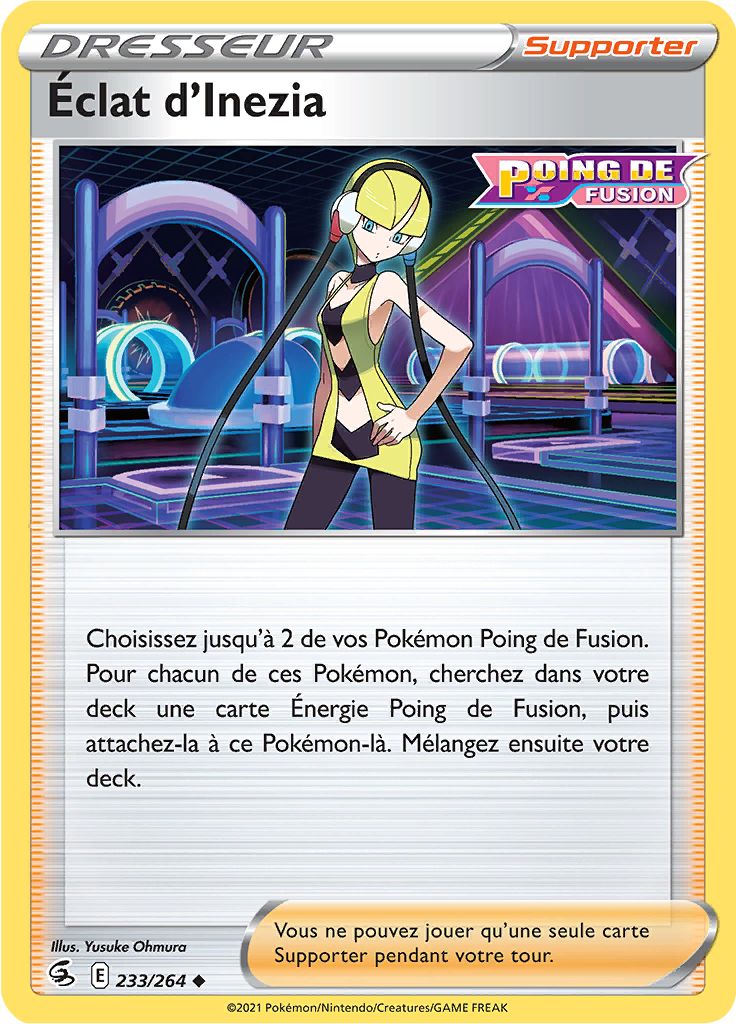 DRESSEUR
Supporter
Éclat d'Inezia
POING DE
FUSION
Choisissez jusqu'à 2 de vos Pokémon Poing de Fusion.
Pour chacun de ces Pokémon, cherchez dans votre
deck une carte Énergie Poing de Fusion, puis
attachez-la à ce Pokémon-là. Mélangez ensuite votre
deck.
Vous ne pouvez jouer qu'une seule carte
Supporter pendant votre tour.
Illus. Yusuke Ohmura
E 233/264
©2021 Pokémon/Nintendo/Creatures/GAME FREAK